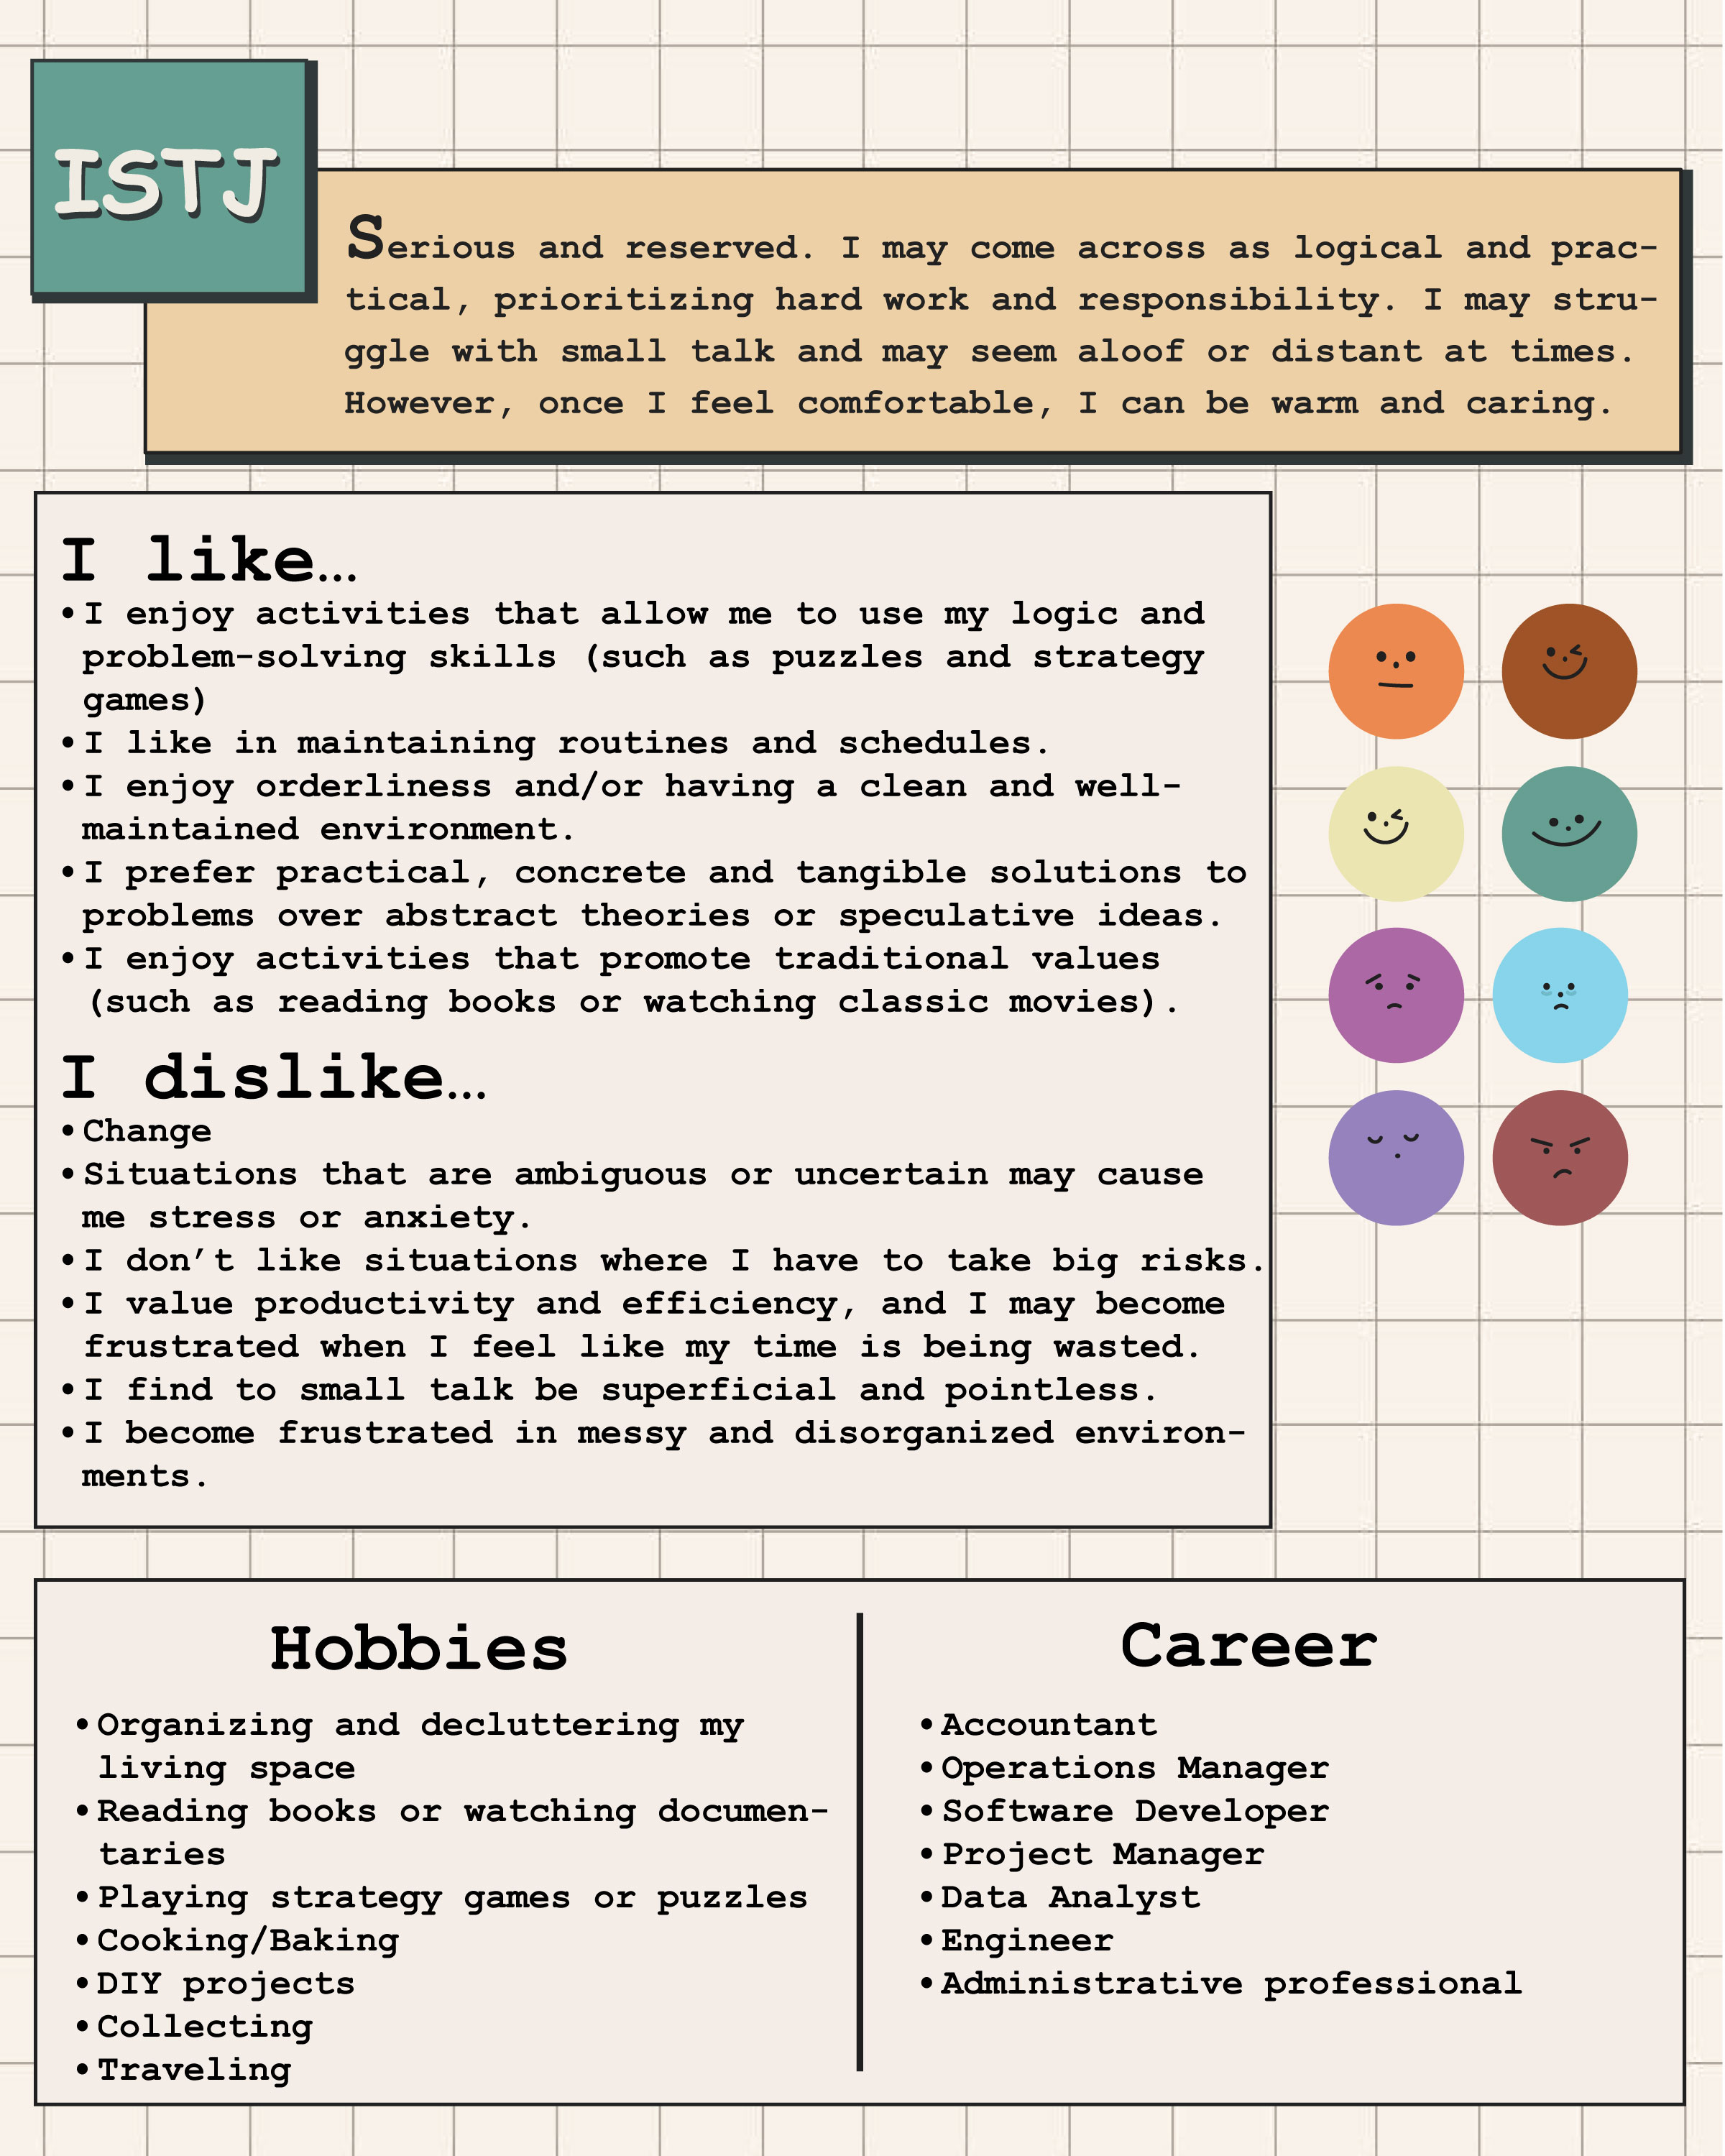 ISTJ
Serious and reserved. I may come across as logical and prac-
tical, prioritizing hard work and responsibility. I may stru-
ggle with small talk and may seem aloof or distant at times.
However, once I feel comfortable, I can be warm and caring.
I like…
•I enjoy activities that allow me to use my logic and
problem-solving skills (such as puzzles and strategy
games)
•I like in maintaining routines and schedules.
•I enjoy orderliness and/or having a clean and well-
maintained environment.
•I prefer practical, concrete and tangible solutions to
problems over abstract theories or speculative ideas.
•I enjoy activities that promote traditional values
(such as reading books or watching classic movies).
I dislike…
•Change
•Situations that are ambiguous or uncertain may cause
me stress or anxiety.
•I don’t like situations where I have to take big risks.
•I value productivity and efficiency, and I may become
frustrated when I feel like my time is being wasted.
•I find to small talk be superficial and pointless.
•I become frustrated in messy and disorganized environ-
ments.
Hobbies
•Organizing and decluttering my
living space
•Reading books or watching documen-
taries
•Playing strategy games or puzzles
•Cooking/Baking
•DIY projects
•Collecting
•Traveling
Career
•Accountant
•Operations Manager
•Software Developer
•Project Manager
•Data Analyst
•Engineer
•Administrative professional